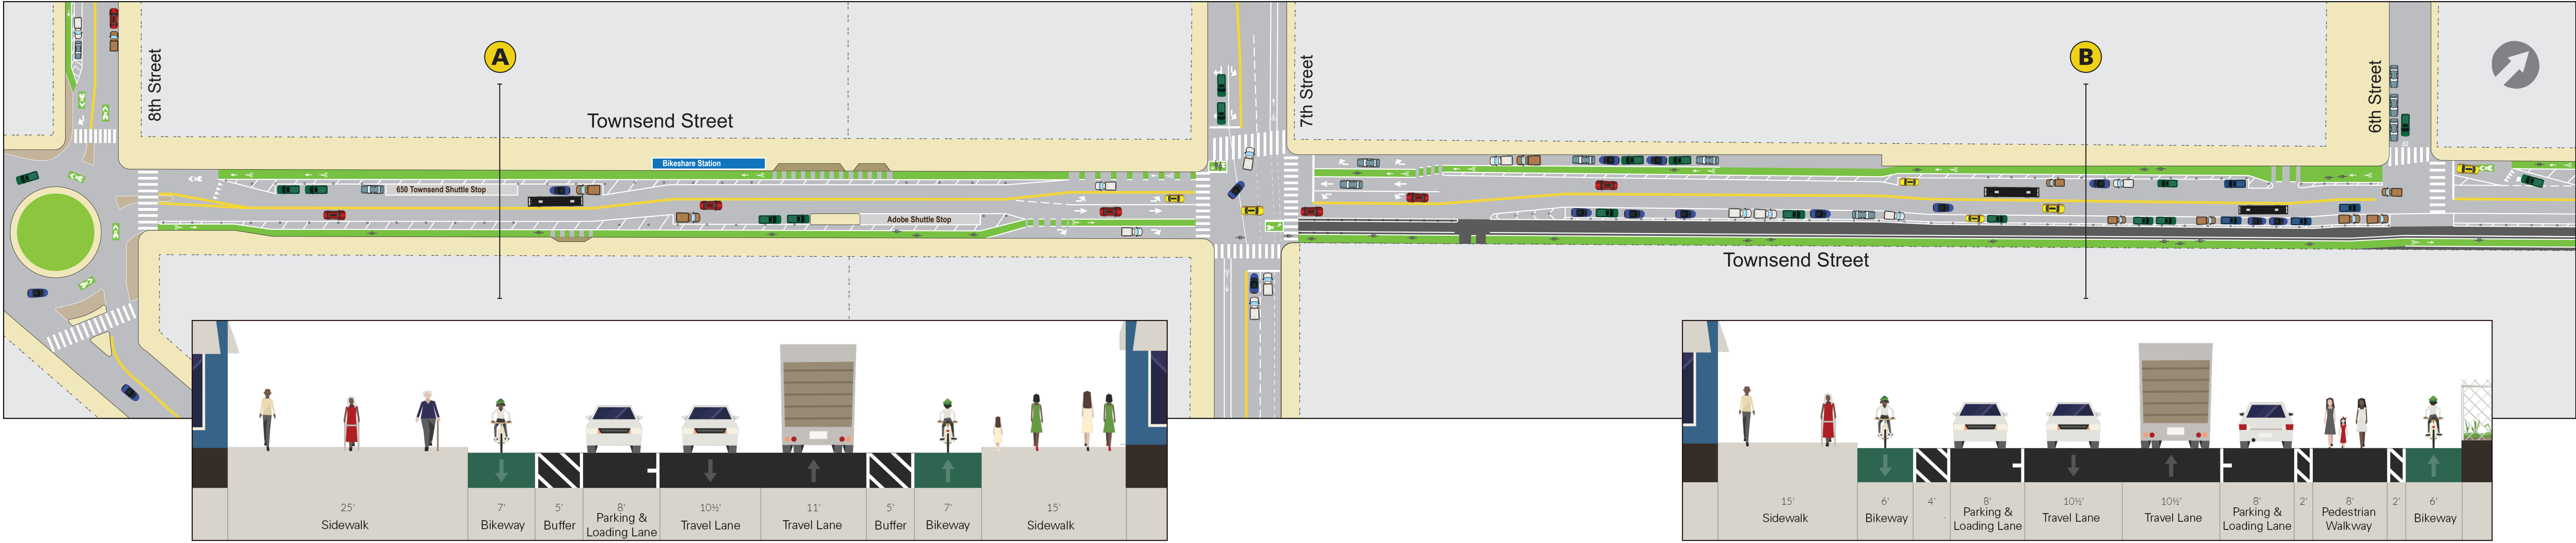 A
B
8th Street
Townsend Street
7th Street
6th Street
Bikeshare Station
650 Townsend Shuttle Stop
Adobe Shuttle Stop
Townsend Street
25'
Sidewalk
7'
Bikeway
5'
Buffer
8'
Parking &
Loading Lane
10½'
Travel Lane
11'
Travel Lane
5'
Buffer
7'
Bikeway
15'
Sidewalk
15'
Sidewalk
6'
Bikeway
4'
8'
Parking &
Loading Lane
10½'
Travel Lane
10½'
Travel Lane
8'
Parking &
Loading Lane
2'
8'
Pedestrian
Walkway
2'
6'
Bikeway